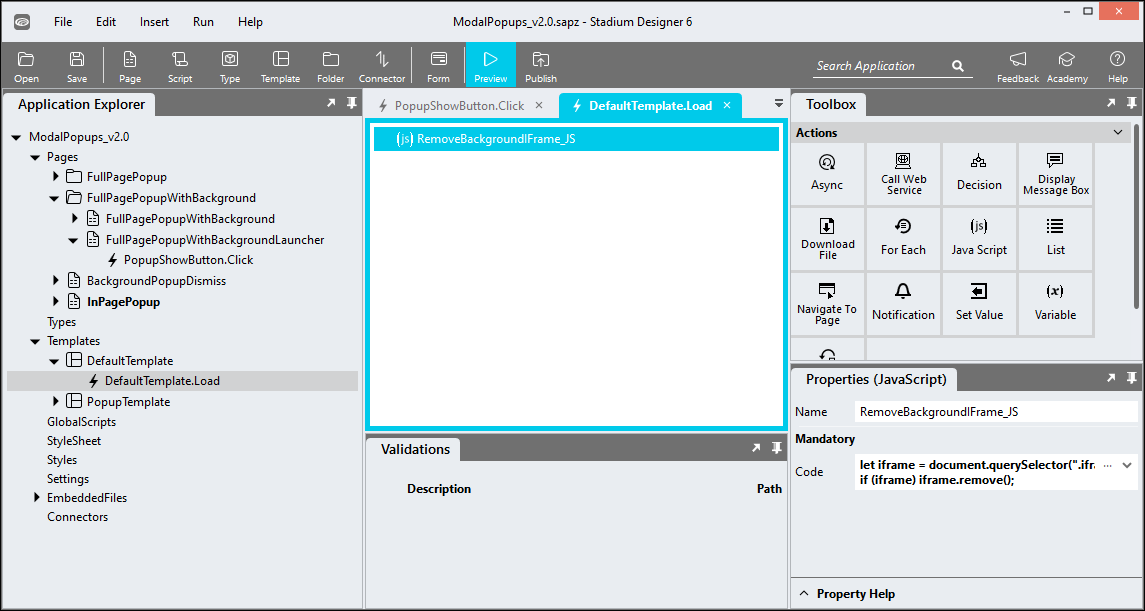 ModalPopups_v2.0.sapz - Stadium Designer 6
File Edit Insert Run Help
Open Save Page Script Type Template Folder Connector Form Preview Publish
Search Application
Feedback Academy Help
Application Explorer
ModalPopups_v2.0
Pages
FullPagePopup
FullPagePopupWithBackground
FullPagePopupWithBackground
FullPagePopupWithBackgroundLauncher
PopupShowButton.Click
BackgroundPopupDismiss
InPagePopup
Types
Templates
DefaultTemplate
DefaultTemplate.Load
PopupTemplate
GlobalScripts
StyleSheet
Styles
Settings
EmbeddedFiles
Connectors
PopupShowButton.Click × DefaultTemplate.Load ×
(js) RemoveBackgroundIFrame_JS
Validations
Description Path
Toolbox
Actions
Async
Call Web
Service
Decision
Display
Message Box
Download
File
For Each
(js)
Java Script
List
Navigate To
Page
Notification
Set Value
(x)
Variable
Properties (JavaScript)
Name RemoveBackgroundIFrame_JS
Mandatory
Code
let iframe = document.querySelector(".ifr ...
if (iframe) iframe.remove();
Property Help